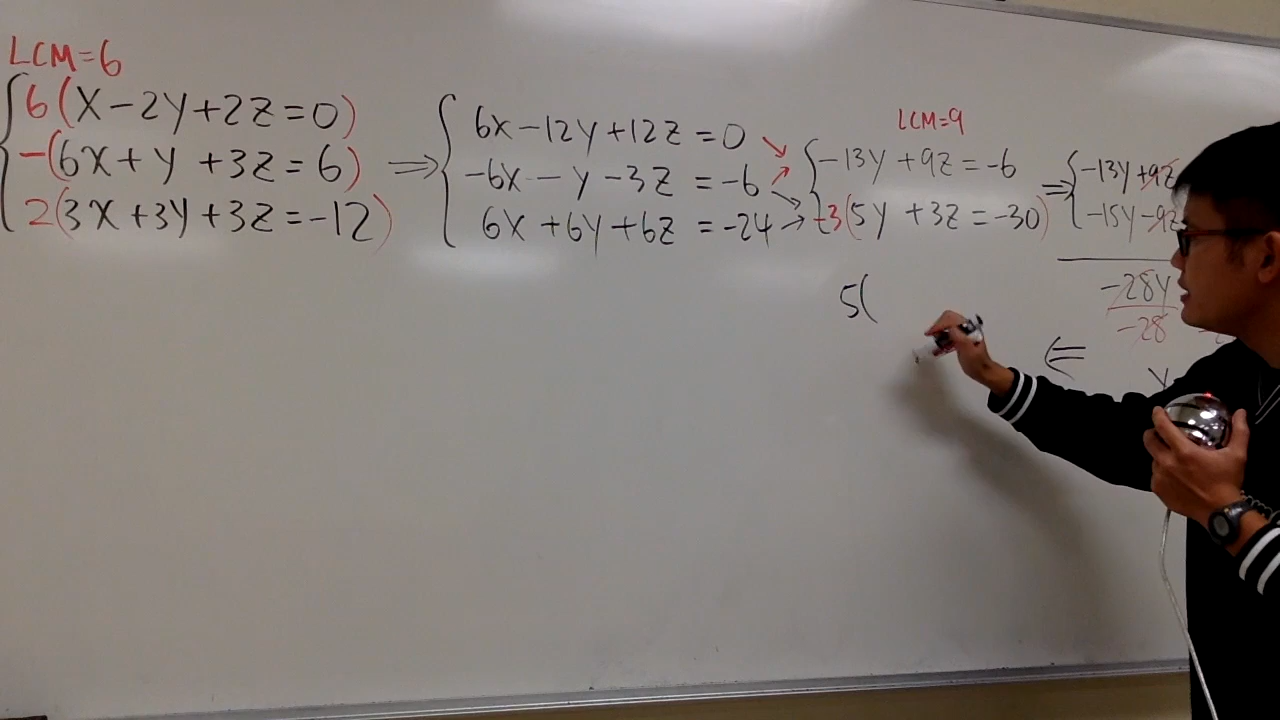 LCM=6
6(X-2Y+2Z=0)
-(6X+Y+3Z=6)
2(3X+3Y+3Z=-12)
⇒
6X-12Y+12Z=0
-6X-Y-3Z=-6
6X+6Y+6Z=-24
LCM=9
-13Y+9Z=-6
-3(5Y+3Z=-30)
⇒
-13Y+9Z
-15Y-9Z
-28Y
-28
⇐
Y
5(